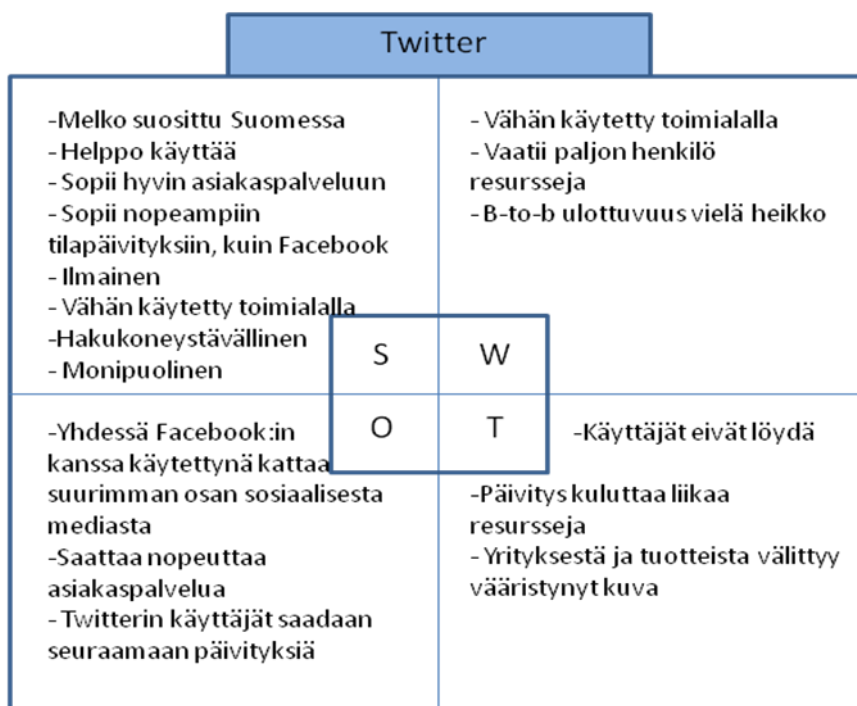 Twitter
-Melko suosittu Suomessa
- Helppo käyttää
- Sopii hyvin asiakaspalveluun
- Sopii nopeampiin
tilapäivityksiin, kuin Facebook
- Ilmainen
- Vähän käytetty toimialalla
-Hakukoneystävällinen
- Monipuolinen
- Vähän käytetty toimialalla
- Vaatii paljon henkilö
resursseja
- B-to-b ulottuvuus vielä heikko
S
W
O
T
-Yhdessä Facebook:in
kanssa käytettynä kattaa
suurimman osan sosiaalisesta
mediasta
-Saattaa nopeuttaa
asiakaspalvelua
- Twitterin käyttäjät saadaan
seuraamaan päivityksiä
-Käyttäjät eivät löydä
-Päivitys kuluttaa liikaa
resursseja
- Yrityksestä ja tuotteista välittyy
vääristynyt kuva